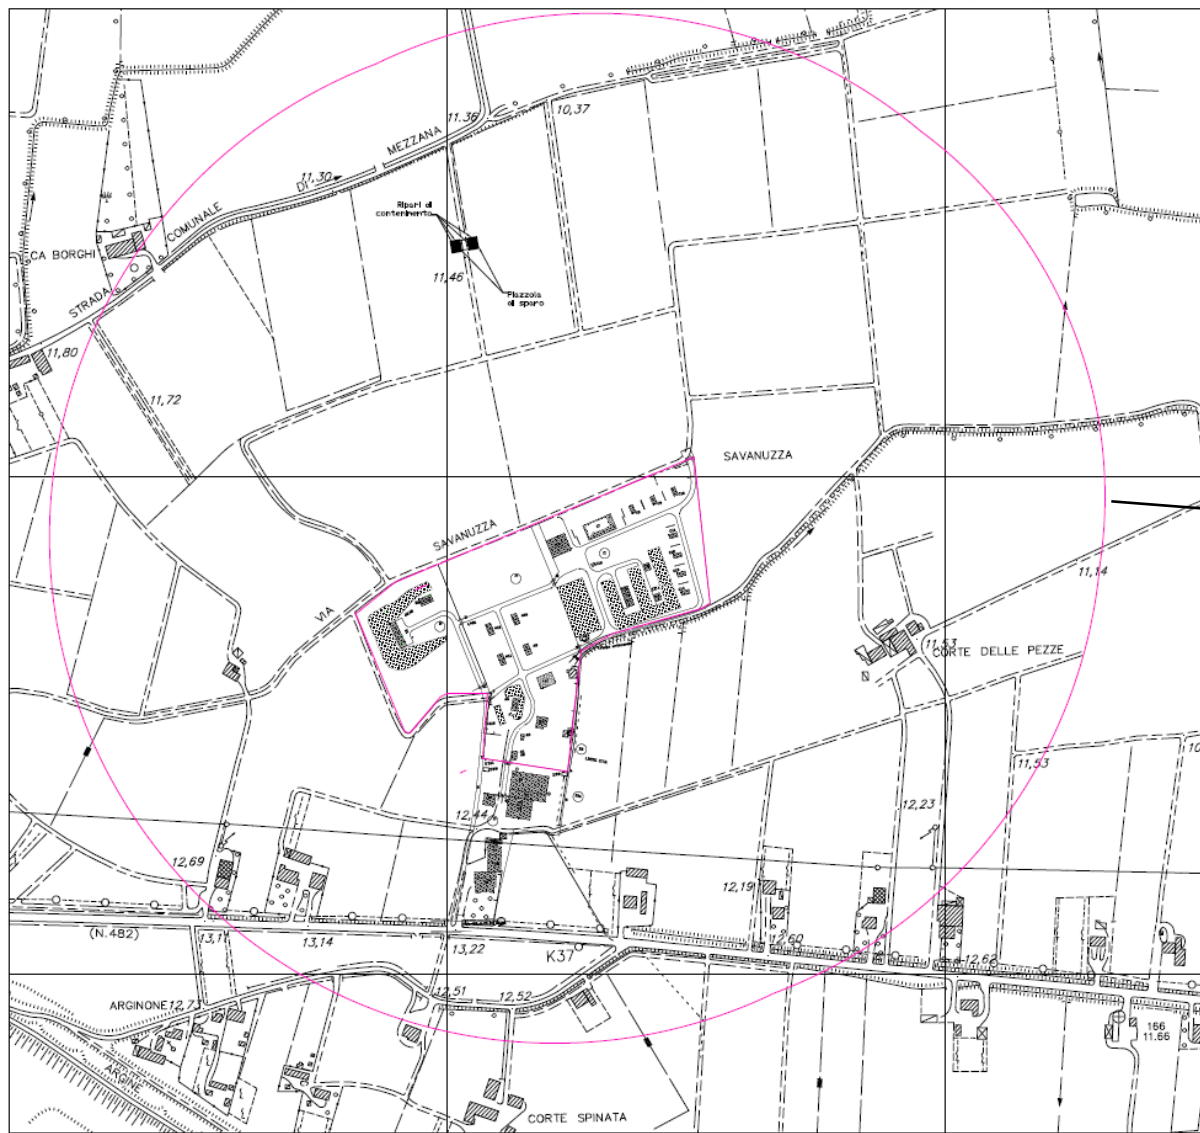 11.36
10,37
MEZZANA
DI
11,30
Ripari di
contenimento
COMUNALE
CA BORGHI
11,46
STRADA
Piazzola
di sparo
11,80
11,72
SAVANUZZA
SAVANUZZA
VIA
11,14
11,53
CORTE DELLE PEZZE
11,53
10
12,44
12,23
12,69
12,19
(N.482)
13,11
13,14
13,22
K37
12,60
12,62
12,51
12,52
ARGINONE
12,73
ARGINE
166
11.66
CORTE SPINATA